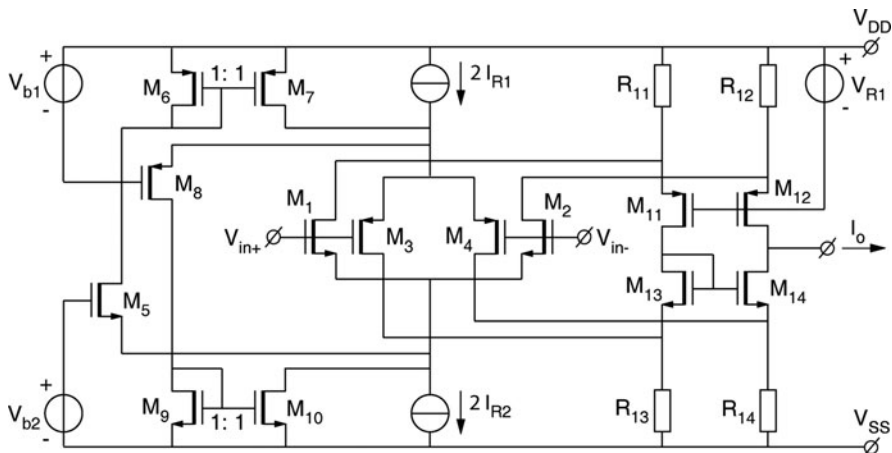 V_DD
V_b1
+
-
M_6
1: 1
M_7
2 I_R1
R_11
R_12
+
V_R1
-
M_8
M_1
M_2
M_11
M_12
V_in+
M_3
M_4
V_in-
I_o
M_5
M_13
M_14
V_b2
+
-
M_9
1: 1
M_10
2 I_R2
R_13
R_14
V_SS